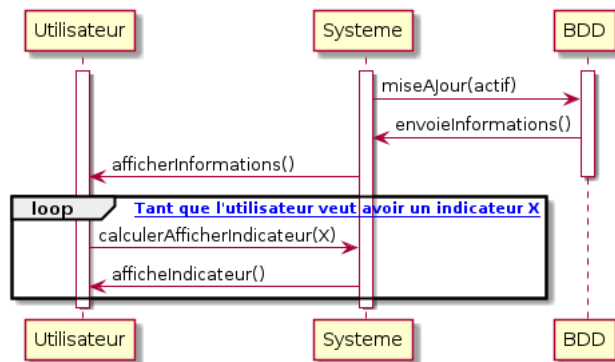 Utilisateur
Systeme
BDD
miseAJour(actif)
envoieInformations()
afficherInformations()
loop
Tant que l'utilisateur veut avoir un indicateur X
calculerAfficherIndicateur(X)
afficheIndicateur()
Utilisateur
Systeme
BDD